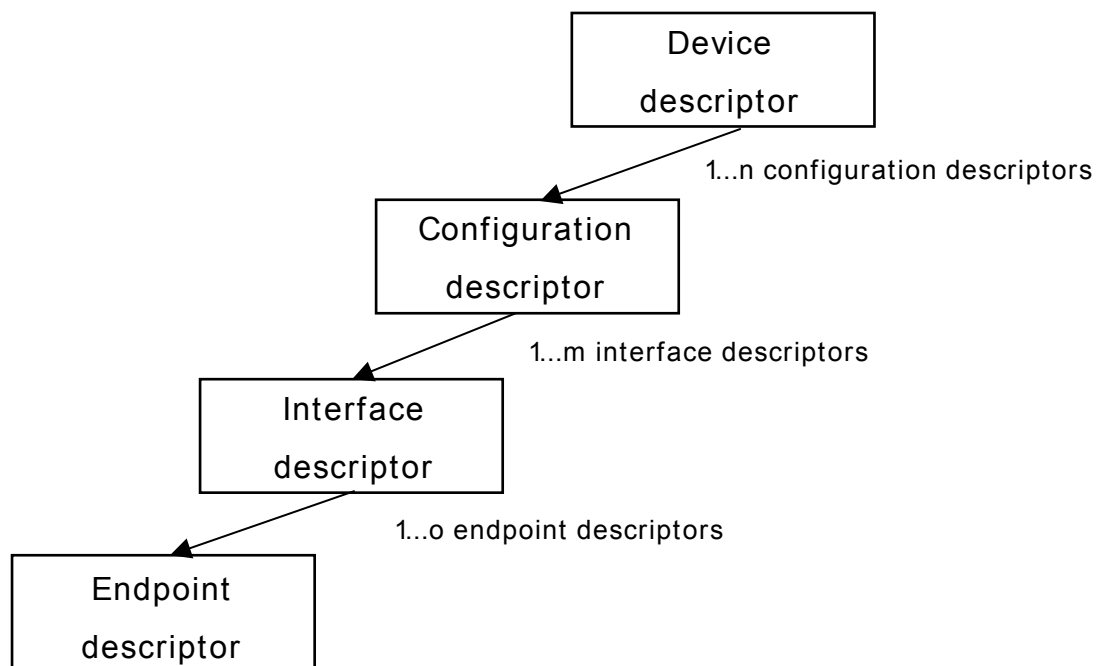 Device
descriptor
1...n configuration descriptors
Configuration
descriptor
1...m interface descriptors
Interface
descriptor
1...o endpoint descriptors
Endpoint
descriptor